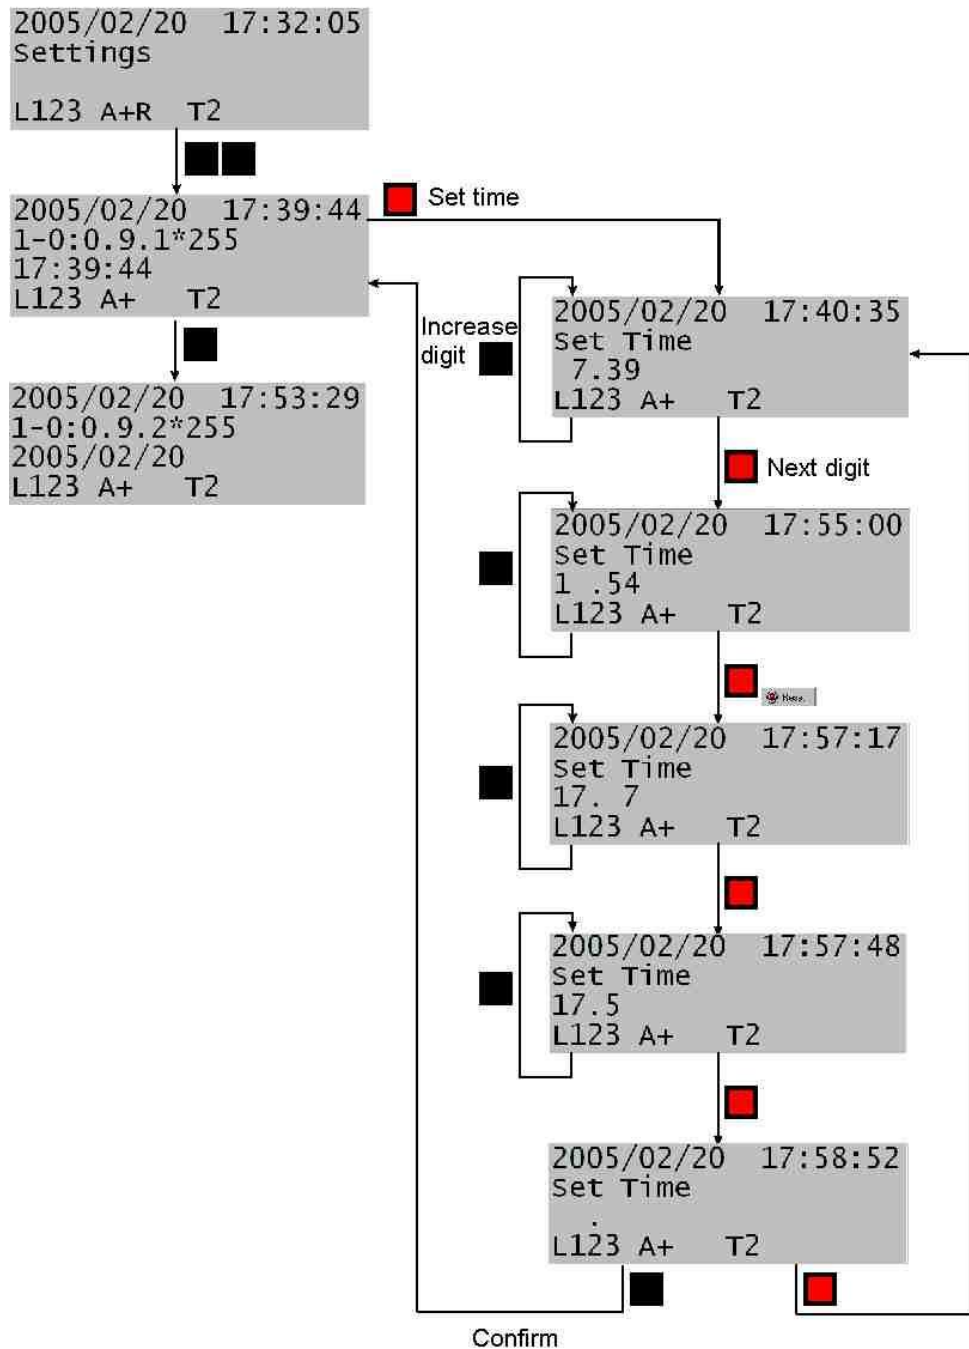 2005/02/20 17:32:05
Settings
L123 A+R T2
2005/02/20 17:39:44
1-0:0.9.1*255
17:39:44
L123 A+ T2
Set time
2005/02/20 17:53:29
1-0:0.9.2*255
2005/02/20
L123 A+ T2
Increase
digit
2005/02/20 17:40:35
Set Time
7.39
L123 A+ T2
Next digit
2005/02/20 17:55:00
Set Time
1 .54
L123 A+ T2
2005/02/20 17:57:17
Set Time
17. 7
L123 A+ T2
2005/02/20 17:57:48
Set Time
17.5
L123 A+ T2
2005/02/20 17:58:52
Set Time
.
L123 A+ T2
Confirm